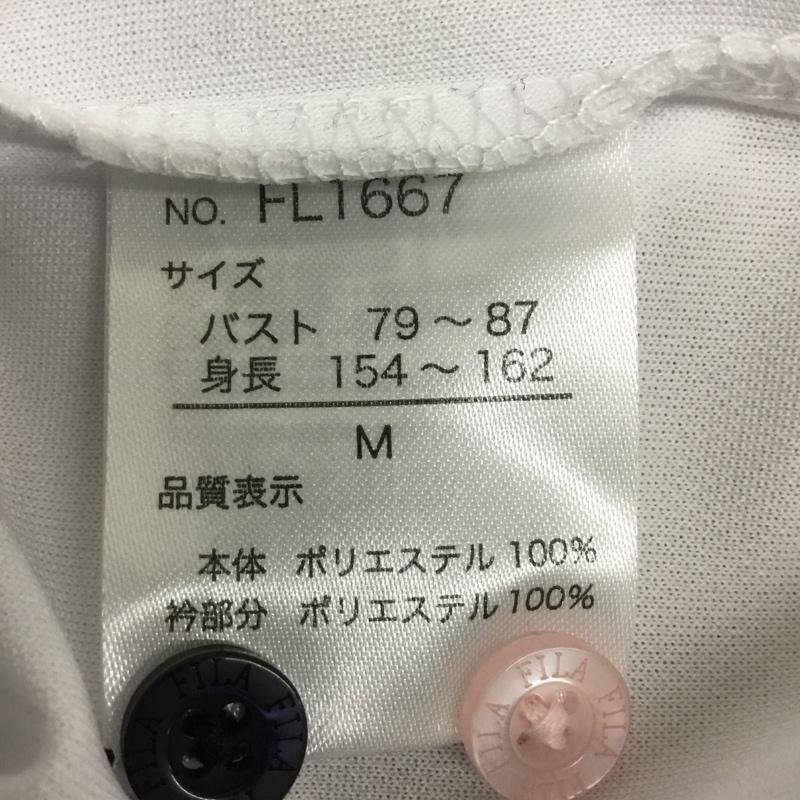 NO. FL1667
サイズ
バスト 79～87
身長 154～162
M
品質表示
本体 ポリエステル 100%
衿部分 ポリエステル 100%
FILA FILA FILA
FILA FILA FILA